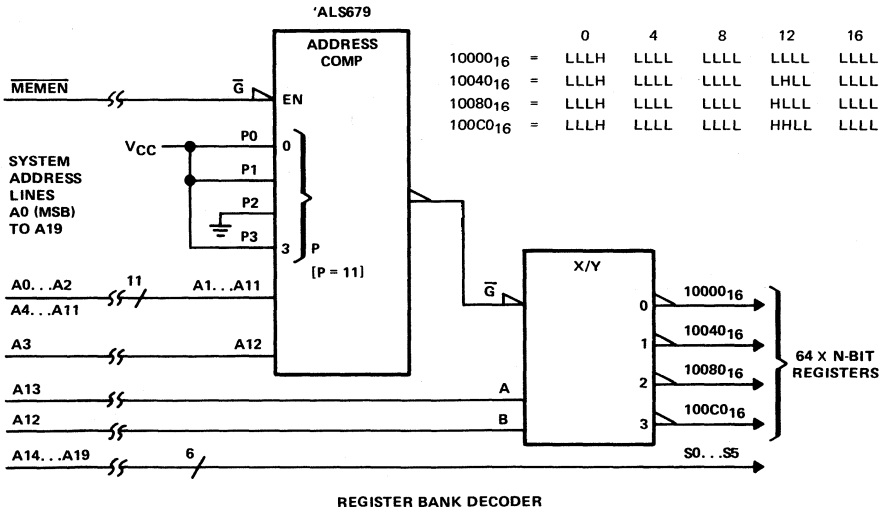 'ALS679
ADDRESS
COMP
0 4 8 12 16
10000₁₆ = LLLH LLLL LLLL LLLL LLLL
10040₁₆ = LLLH LLLL LLLL LHLL LLLL
10080₁₆ = LLLH LLLL LLLL HLLL LLLL
100C0₁₆ = LLLH LLLL LLLL HHLL LLLL
MEMEN
G̅
EN
VCC
P0
0
P1
P2
P3
3
P
[P = 11]
SYSTEM
ADDRESS
LINES
A0 (MSB)
TO A19
A0...A2
A4...A11
11
A1...A11
A3
A12
X/Y
G̅
0
10000₁₆
1
10040₁₆
2
10080₁₆
3
100C0₁₆
64 X N-BIT
REGISTERS
A13
A
A12
B
A14...A19
6
S0...S5
REGISTER BANK DECODER